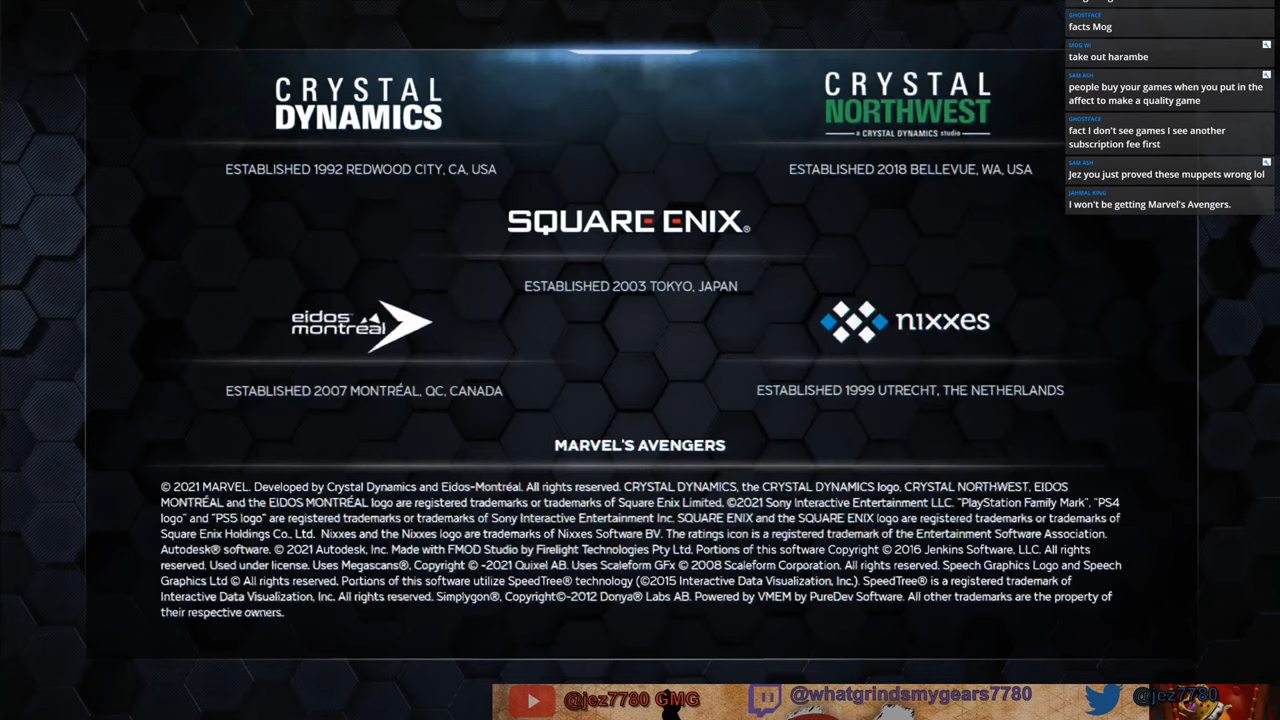 CRYSTAL
DYNAMICS
ESTABLISHED 1992 REDWOOD CITY, CA, USA
CRYSTAL
NORTHWEST
a CRYSTAL DYNAMICS studio
ESTABLISHED 2018 BELLEVUE, WA, USA
SQUARE ENIX®
ESTABLISHED 2003 TOKYO, JAPAN
eidos
montréal
ESTABLISHED 2007 MONTRÉAL, QC, CANADA
nixxes
ESTABLISHED 1999 UTRECHT, THE NETHERLANDS
MARVEL'S AVENGERS
© 2021 MARVEL. Developed by Crystal Dynamics and Eidos-Montréal. All rights reserved. CRYSTAL DYNAMICS, the CRYSTAL DYNAMICS logo, CRYSTAL NORTHWEST, EIDOS
MONTRÉAL and the EIDOS MONTRÉAL logo are registered trademarks or trademarks of Square Enix Limited. ©2021 Sony Interactive Entertainment LLC. "PlayStation Family Mark", "PS4
logo" and "PS5 logo" are registered trademarks or trademarks of Sony Interactive Entertainment Inc. SQUARE ENIX and the SQUARE ENIX logo are registered trademarks or trademarks of
Square Enix Holdings Co., Ltd. Nixxes and the Nixxes logo are trademarks of Nixxes Software BV. The ratings icon is a registered trademark of the Entertainment Software Association.
Autodesk® software. © 2021 Autodesk, Inc. Made with FMOD Studio by Firelight Technologies Pty Ltd. Portions of this software Copyright © 2016 Jenkins Software, LLC. All rights
reserved. Used under license. Uses Megascans®, Copyright © -2021 Quixel AB. Uses Scaleform GFx © 2008 Scaleform Corporation. All rights reserved. Speech Graphics Logo and Speech
Graphics Ltd © All rights reserved. Portions of this software utilize SpeedTree® technology (©2015 Interactive Data Visualization, Inc.). SpeedTree® is a registered trademark of
Interactive Data Visualization, Inc. All rights reserved. Simplygon®, Copyright©-2012 Donya® Labs AB. Powered by VMEM by PureDev Software. All other trademarks are the property of
their respective owners.
GHOSTFACE
facts Mog
MOG WI
take out harambe
SAM ASH
people buy your games when you put in the
affect to make a quality game
GHOSTFACE
fact I don't see games I see another
subscription fee first
SAM ASH
Jez you just proved these muppets wrong lol
JAHMAL KING
I won't be getting Marvel's Avengers.
@jez7780 GMG
@whatgrindsmygears7780
@jez7780